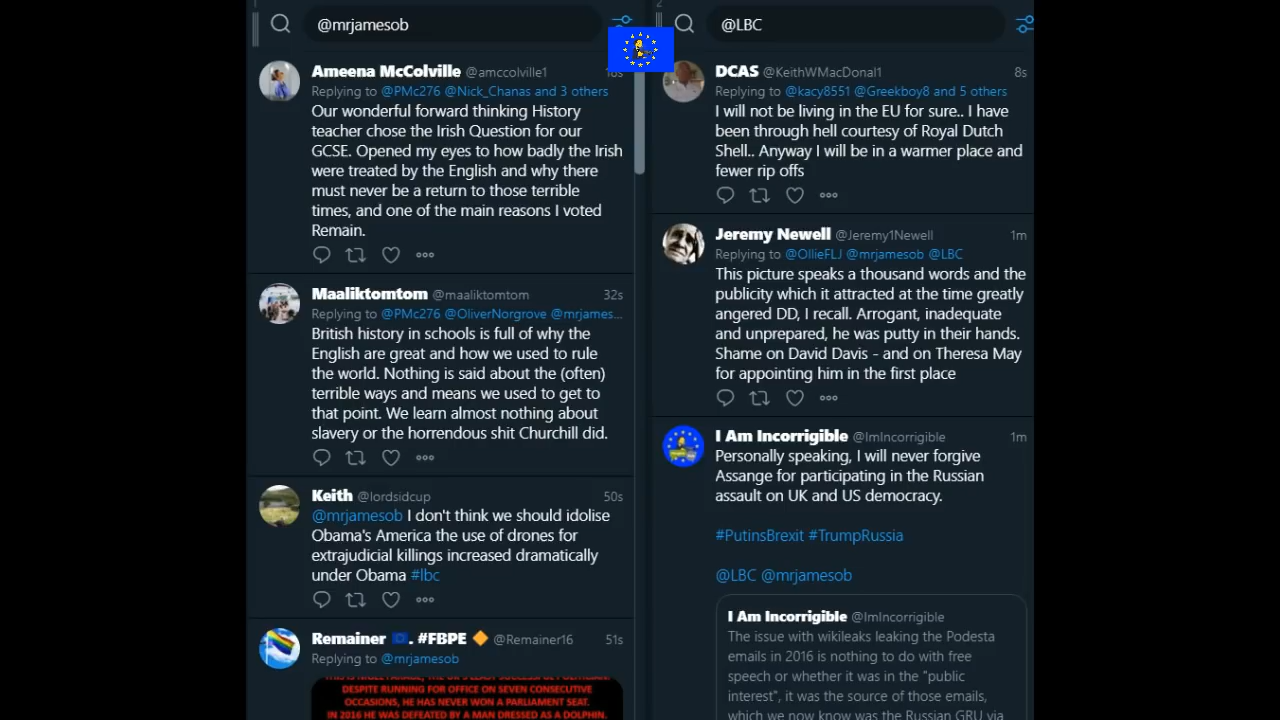 1
@mrjamesob
Ameena McColville @amccolville1
Replying to @PMc276 @Nick_Chanas and 3 others
Our wonderful forward thinking History
teacher chose the Irish Question for our
GCSE. Opened my eyes to how badly the Irish
were treated by the English and why there
must never be a return to those terrible
times, and one of the main reasons I voted
Remain.
Maaliktomtom @maaliktomtom 32s
Replying to @PMc276 @OliverNorgrove @mrjames...
British history in schools is full of why the
English are great and how we used to rule
the world. Nothing is said about the (often)
terrible ways and means we used to get to
that point. We learn almost nothing about
slavery or the horrendous shit Churchill did.
Keith @lordsidcup 50s
@mrjamesob I don't think we should idolise
Obama's America the use of drones for
extrajudicial killings increased dramatically
under Obama #lbc
Remainer 🇪🇺. #FBPE 🔶 @Remainer16 51s
Replying to @mrjamesob
THIS IS NIGEL FARAGE, THE UK'S LEAST SUCCESSFUL POLITICIAN.
DESPITE RUNNING FOR OFFICE ON SEVEN CONSECUTIVE
OCCASIONS, HE HAS NEVER WON A PARLIAMENT SEAT.
IN 2016 HE WAS DEFEATED BY A MAN DRESSED AS A DOLPHIN.
2
@LBC
DCAS @KeithWMacDonal1 8s
Replying to @kacy8551 @Greekboy8 and 5 others
I will not be living in the EU for sure.. I have
been through hell courtesy of Royal Dutch
Shell.. Anyway I will be in a warmer place and
fewer rip offs
Jeremy Newell @Jeremy1Newell 1m
Replying to @OllieFLJ @mrjamesob @LBC
This picture speaks a thousand words and the
publicity which it attracted at the time greatly
angered DD, I recall. Arrogant, inadequate
and unprepared, he was putty in their hands.
Shame on David Davis - and on Theresa May
for appointing him in the first place
I Am Incorrigible @ImIncorrigible 1m
Personally speaking, I will never forgive
Assange for participating in the Russian
assault on UK and US democracy.
#PutinsBrexit #TrumpRussia
@LBC @mrjamesob
I Am Incorrigible @ImIncorrigible
The issue with wikileaks leaking the Podesta
emails in 2016 is nothing to do with free
speech or whether it was in the "public
interest", it was the source of those emails,
which we now know was the Russian GRU via